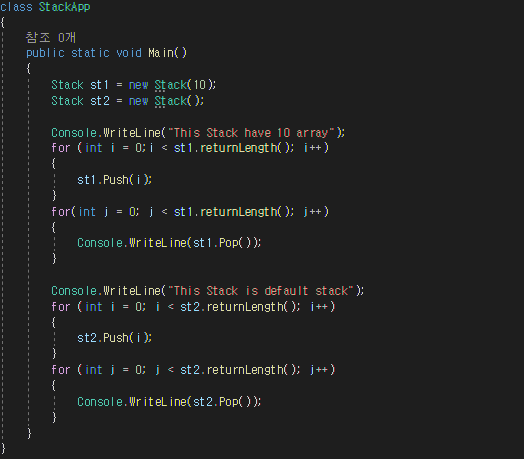 class StackApp
{
참조 0개
public static void Main()
{
Stack st1 = new Stack(10);
Stack st2 = new Stack();
Console.WriteLine("This Stack have 10 array");
for (int i = 0;i < st1.returnLength(); i++)
{
st1.Push(i);
}
for(int j = 0; j < st1.returnLength(); j++)
{
Console.WriteLine(st1.Pop());
}
Console.WriteLine("This Stack is default stack");
for (int i = 0; i < st2.returnLength(); i++)
{
st2.Push(i);
}
for (int j = 0; j < st2.returnLength(); j++)
{
Console.WriteLine(st2.Pop());
}
}
}